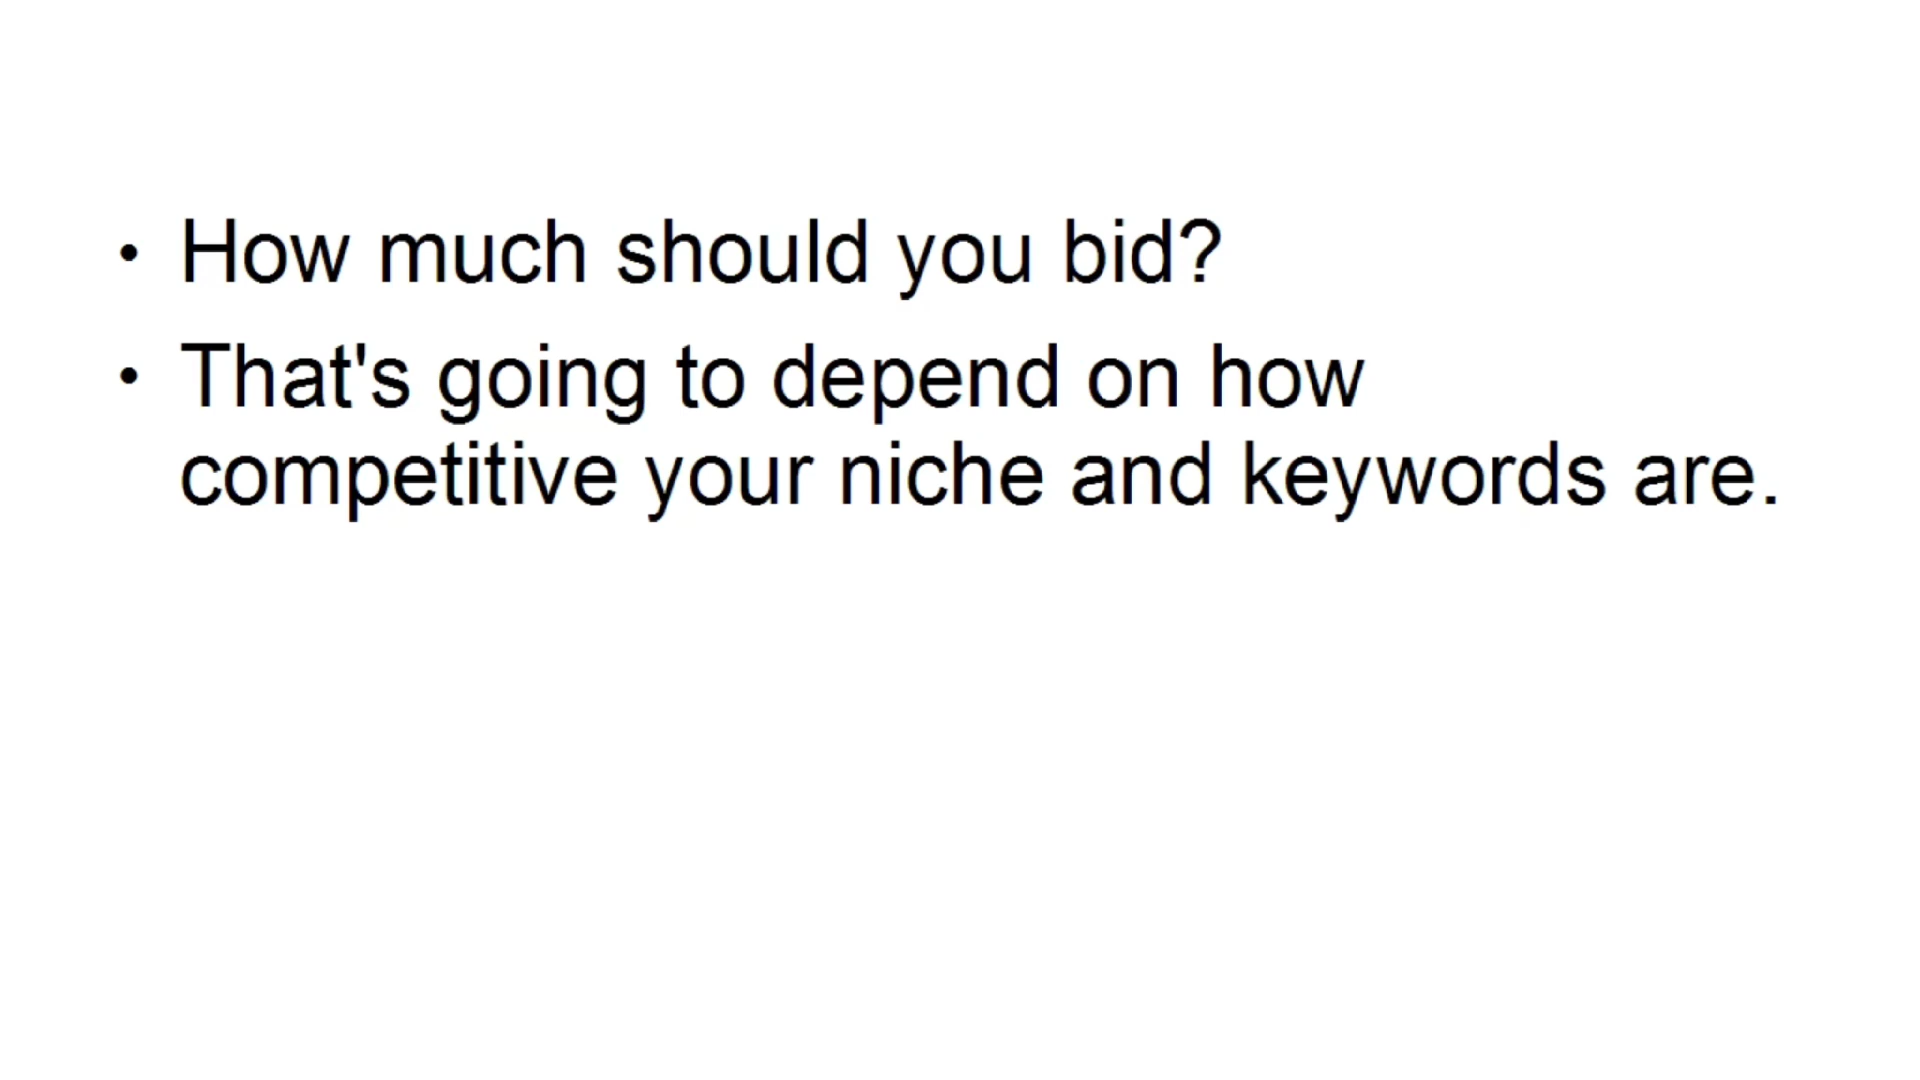 • How much should you bid?
• That's going to depend on how
competitive your niche and keywords are.